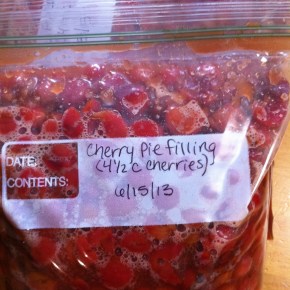 DATE:
CONTENTS:
Cherry Pie Filling
(4½ c cherries)
6/15/13